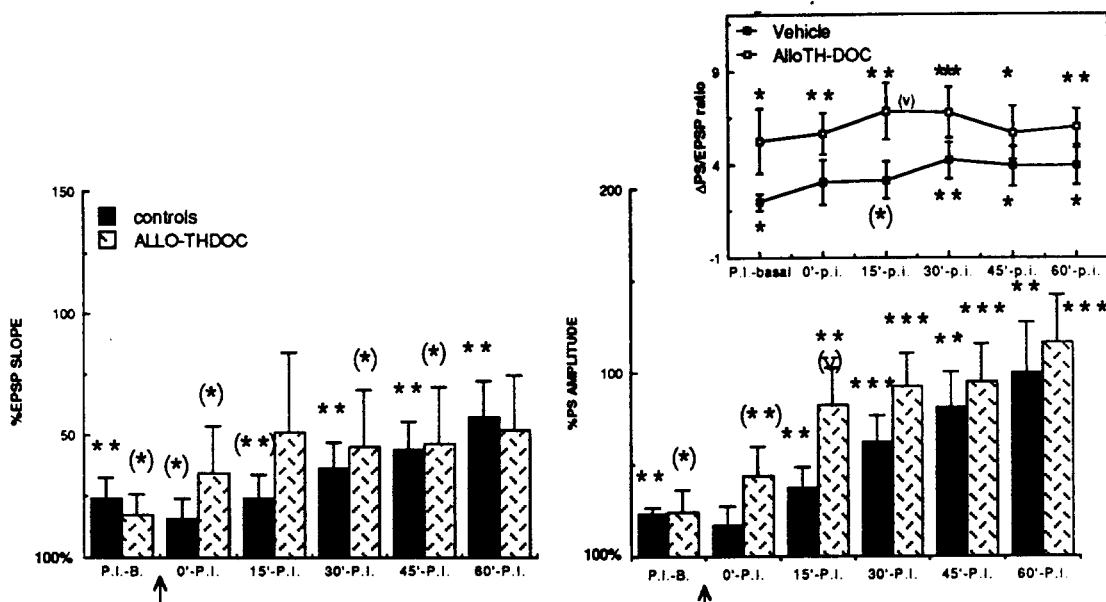 150
controls
ALLO-THDOC
100
(*) (*) **
%EPSP SLOPE
(*) ** **
50
** (*) (*) (**)
100%
P.I.-B. 0'-P.I. 15'-P.I. 30'-P.I. 45'-P.I. 60'-P.I.
Vehicle
AlloTH-DOC
9
* ** ** *** * **
(v)
ΔPS/EPSP ratio
4
* (*) ** * *
-1
P.I.-basal 0'-p.i. 15'-p.i. 30'-p.i. 45'-p.i. 60'-p.i.
200
** *** ** *** ** ***
(v)
%PS AMPLITUDE
100
***
(**)
** (*) **
100%
P.I.-B. 0'-P.I. 15'-P.I. 30'-P.I. 45'-P.I. 60'-P.I.